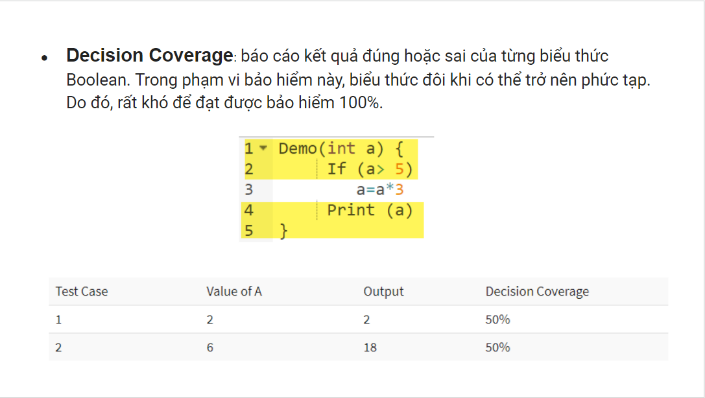 • Decision Coverage: báo cáo kết quả đúng hoặc sai của từng biểu thức
Boolean. Trong phạm vi bảo hiểm này, biểu thức đôi khi có thể trở nên phức tạp.
Do đó, rất khó để đạt được bảo hiểm 100%.
1 Demo(int a) {
2 If (a> 5)
3 a=a*3
4 Print (a)
5 }
Test Case Value of A Output Decision Coverage
1 2 2 50%
2 6 18 50%